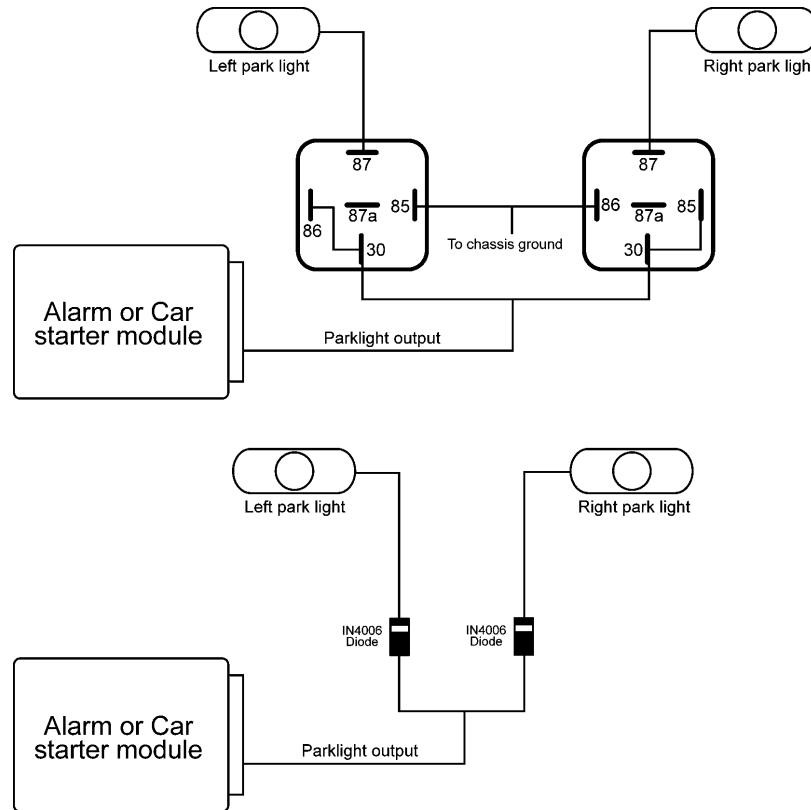 Left park light
Right park ligh
87
87
86
87a
85
30
To chassis ground
86
87a
85
30
Alarm or Car
starter module
Parklight output
Left park light
Right park light
IN4006
Diode
IN4006
Diode
Alarm or Car
starter module
Parklight output